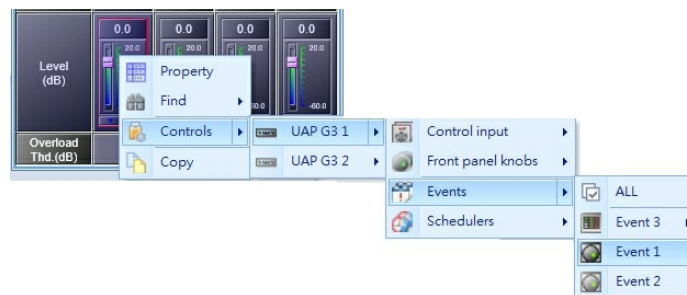 0.0 0.0 0.0 0.0
20.0 20.0 20.0 20.0
Level
(dB)
-60.0
Overload
Thd.(dB)
Property
Find
Controls
Copy
UAP G3 1
UAP G3 2
Control input
Front panel knobs
Events
Schedulers
ALL
Event 3
Event 1
Event 2